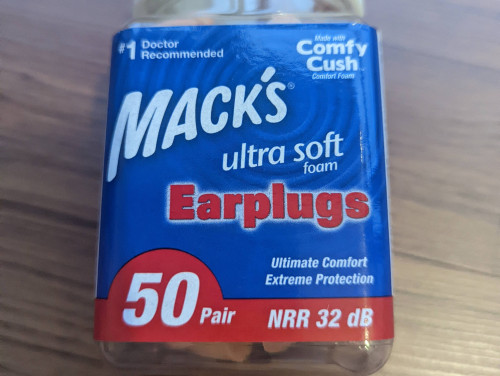 #1 Doctor
Recommended
Made with
Comfy
Cush
Comfort Foam
MACK'S®
ultra soft
foam
Earplugs
Ultimate Comfort
Extreme Protection
50 Pair
NRR 32 dB